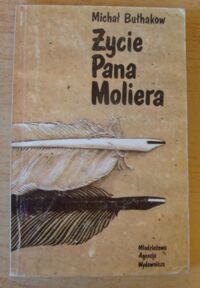 Michał Bułhakow
Życie
Pana
Moliera
Młodzieżowa
Agencja
Wydawnicza